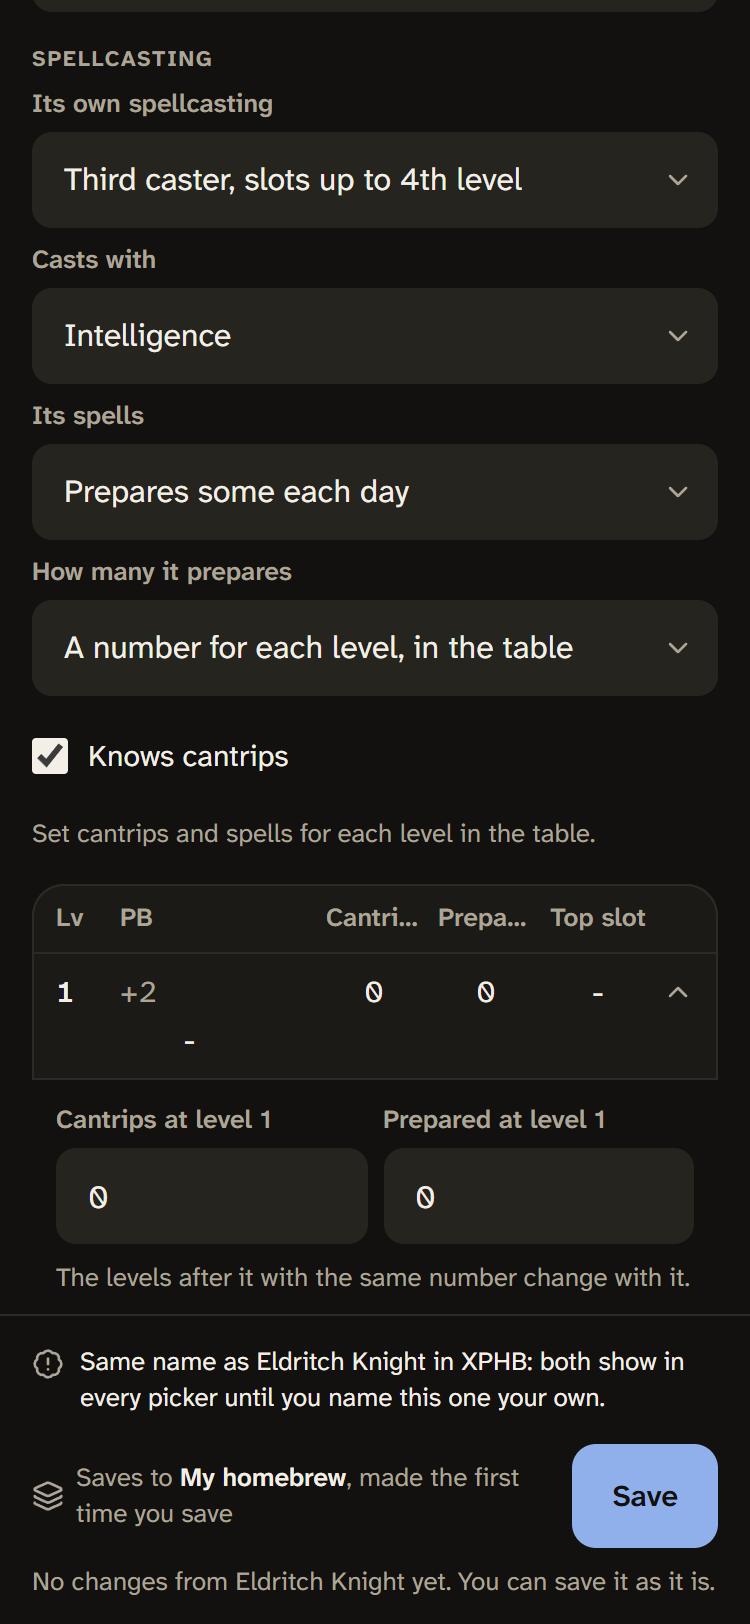 SPELLCASTING
Its own spellcasting
Third caster, slots up to 4th level
Casts with
Intelligence
Its spells
Prepares some each day
How many it prepares
A number for each level, in the table
Knows cantrips
Set cantrips and spells for each level in the table.
Lv PB Cantri... Prepa... Top slot
1 +2 0 0 -
-
Cantrips at level 1 Prepared at level 1
0 0
The levels after it with the same number change with it.
Same name as Eldritch Knight in XPHB: both show in
every picker until you name this one your own.
Saves to My homebrew, made the first
time you save
Save
No changes from Eldritch Knight yet. You can save it as it is.